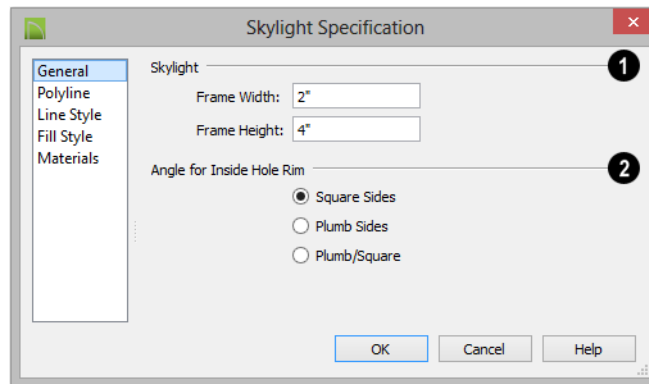 Skylight Specification
General
Polyline
Line Style
Fill Style
Materials
Skylight
1
Frame Width: 2"
Frame Height: 4"
Angle for Inside Hole Rim
2
Square Sides
Plumb Sides
Plumb/Square
OK Cancel Help